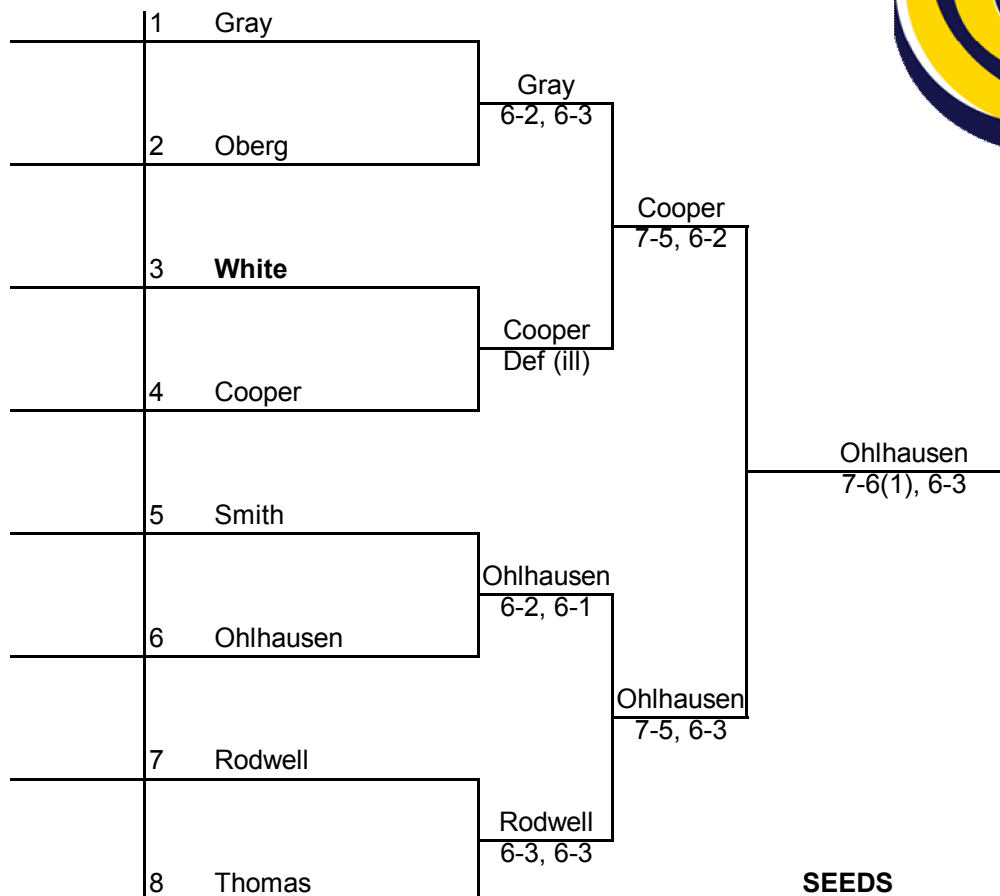 1 Gray
Gray
6-2, 6-3
2 Oberg
Cooper
7-5, 6-2
3 White
Cooper
Def (ill)
4 Cooper
Ohlhausen
7-6(1), 6-3
5 Smith
Ohlhausen
6-2, 6-1
6 Ohlhausen
Ohlhausen
7-5, 6-3
7 Rodwell
Rodwell
6-3, 6-3
8 Thomas SEEDS